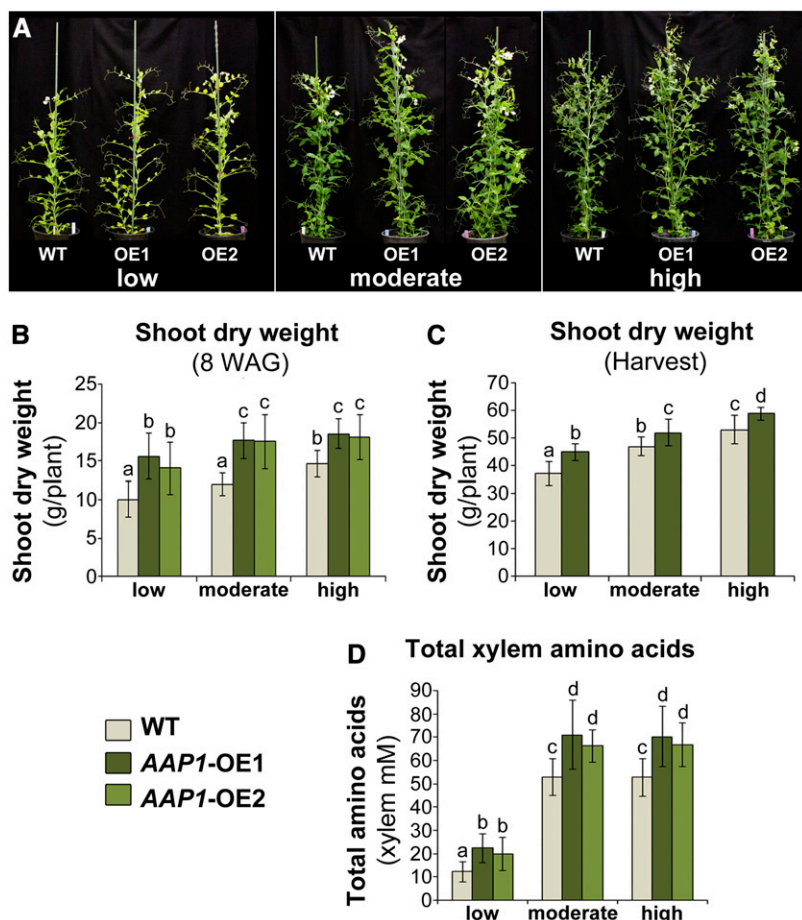 A
WT OE1 OE2
low
WT OE1 OE2
moderate
WT OE1 OE2
high
B Shoot dry weight
(8 WAG)
Shoot dry weight
(g/plant)
25
20
15
10
5
0
a b b
a c c
b c c
low moderate high
C Shoot dry weight
(Harvest)
Shoot dry weight
(g/plant)
70
60
50
40
30
20
10
0
a b
b c
c d
low moderate high
WT
AAP1-OE1
AAP1-OE2
D Total xylem amino acids
Total amino acids
(xylem mM)
90
80
70
60
50
40
30
20
10
0
a b b
c d d
c d d
low moderate high